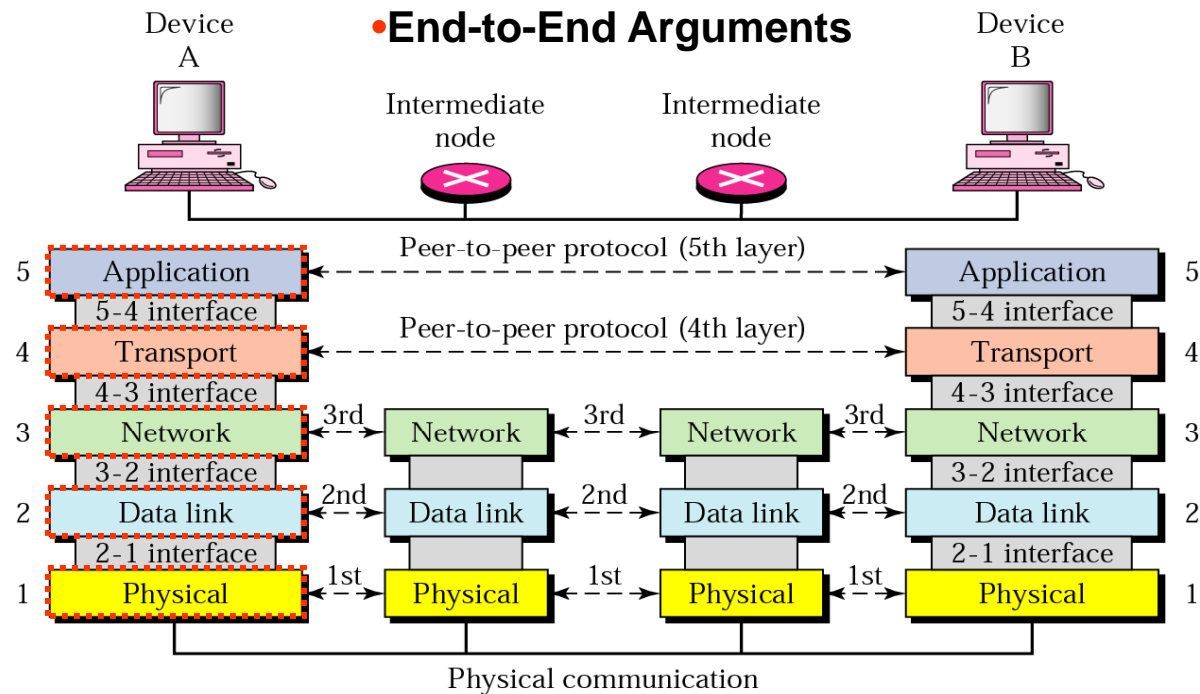 •End-to-End Arguments
Device
A
Device
B
Intermediate
node
Intermediate
node
Peer-to-peer protocol (5th layer)
5 Application Application 5
5-4 interface 5-4 interface
Peer-to-peer protocol (4th layer)
4 Transport Transport 4
4-3 interface 4-3 interface
3 Network 3rd Network 3rd Network 3rd Network 3
3-2 interface 3-2 interface
2 Data link 2nd Data link Data link 2nd Data link 2
2-1 interface 2-1 interface
1 Physical 1st Physical 1st Physical 1st Physical 1
Physical communication